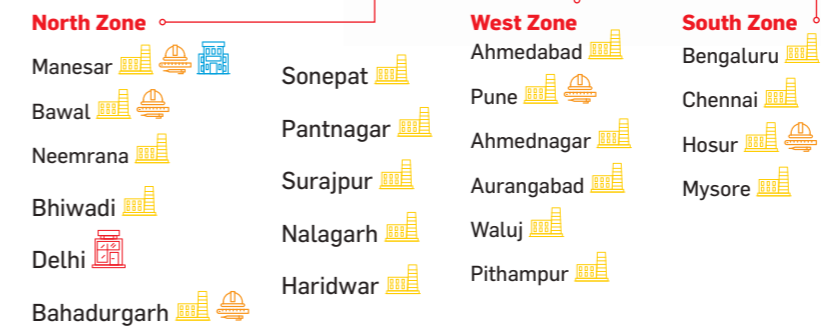 North Zone
Manesar
Bawal
Neemrana
Bhiwadi
Delhi
Bahadurgarh
Sonepat
Pantnagar
Surajpur
Nalagarh
Haridwar
West Zone
Ahmedabad
Pune
Ahmednagar
Aurangabad
Waluj
Pithampur
South Zone
Bengaluru
Chennai
Hosur
Mysore